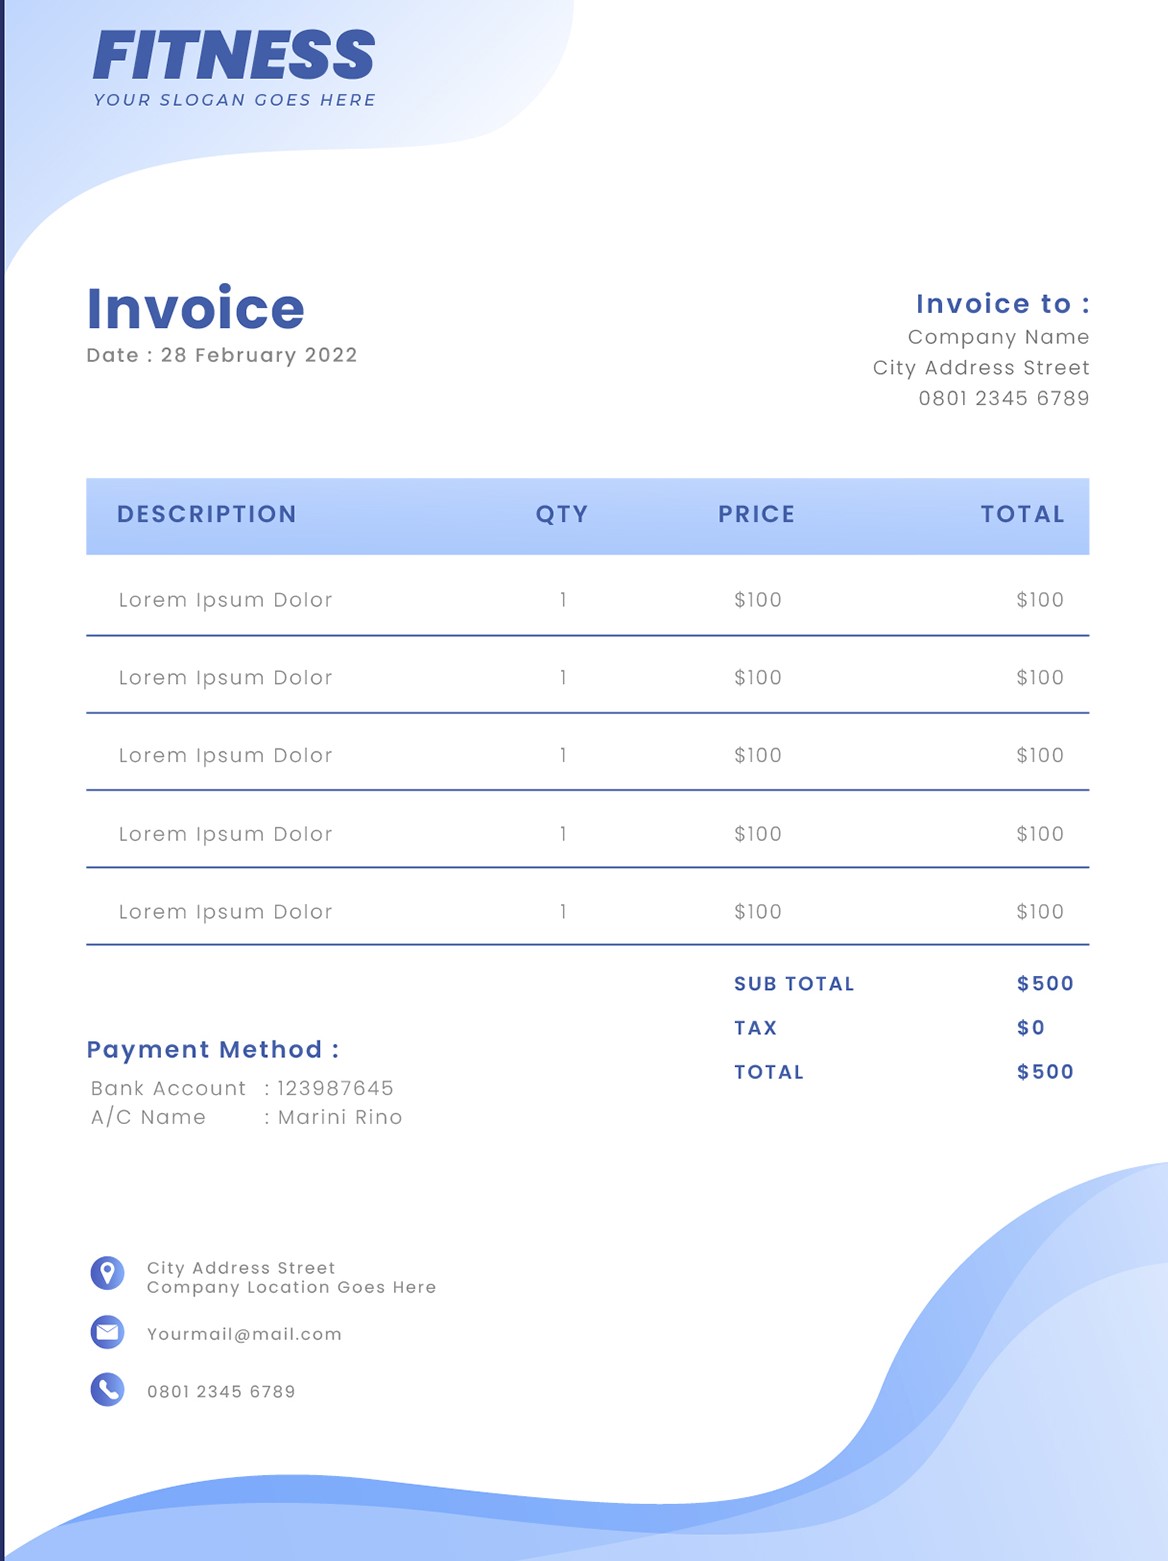 FITNESS
YOUR SLOGAN GOES HERE
Invoice
Date : 28 February 2022
Invoice to :
Company Name
City Address Street
0801 2345 6789
DESCRIPTION QTY PRICE TOTAL
Lorem Ipsum Dolor 1 $100 $100
Lorem Ipsum Dolor 1 $100 $100
Lorem Ipsum Dolor 1 $100 $100
Lorem Ipsum Dolor 1 $100 $100
Lorem Ipsum Dolor 1 $100 $100
SUB TOTAL $500
TAX $0
TOTAL $500
Payment Method :
Bank Account : 123987645
A/C Name : Marini Rino
City Address Street
Company Location Goes Here
Yourmail@mail.com
0801 2345 6789